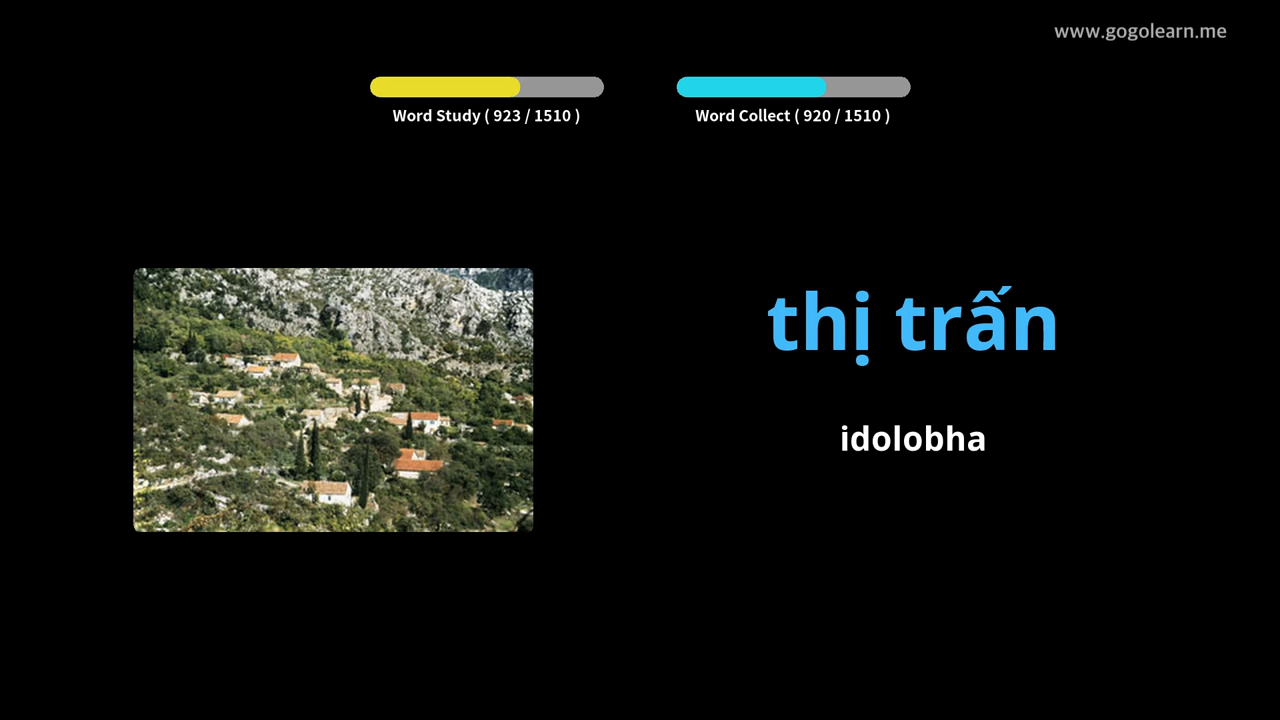 www.gogolearn.me
Word Study ( 923 / 1510 )
Word Collect ( 920 / 1510 )
thị trấn
idolobha